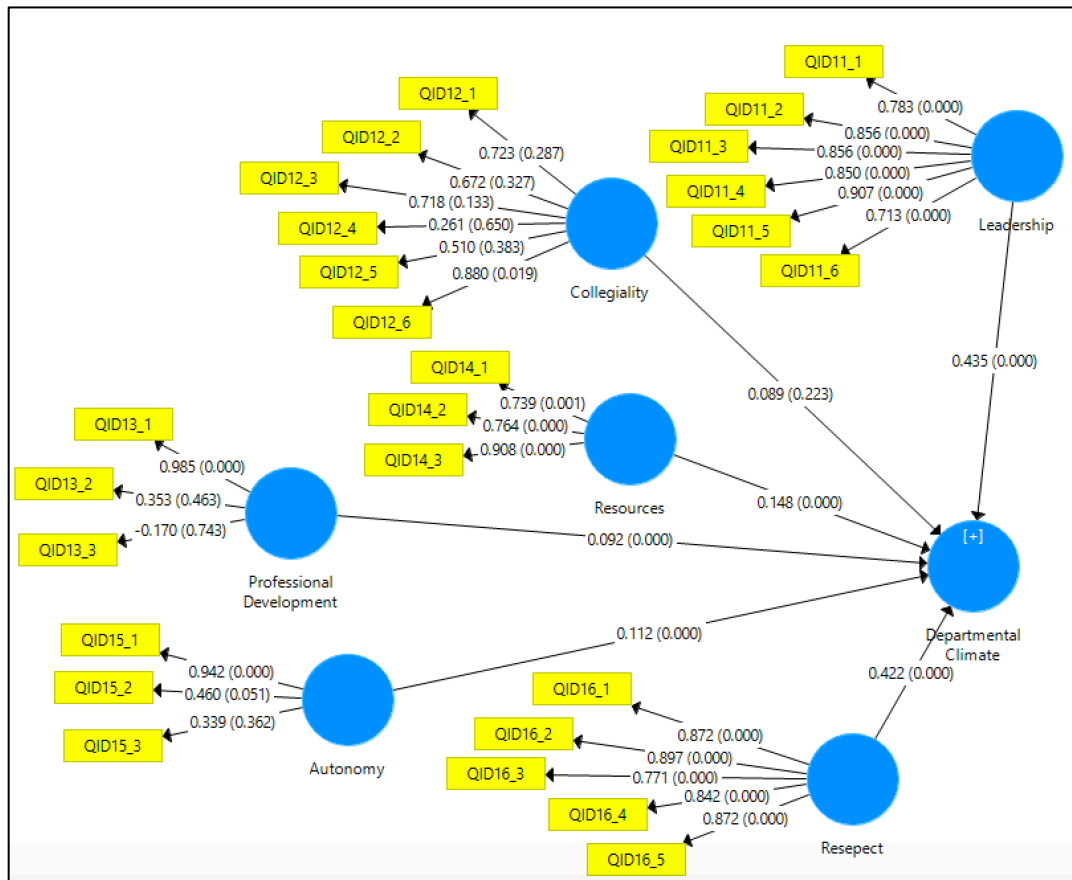 QID11_1
QID11_2
QID11_3
QID11_4
QID11_5
QID11_6
0.783 (0.000)
0.856 (0.000)
0.856 (0.000)
0.850 (0.000)
0.907 (0.000)
0.713 (0.000)
Leadership
0.435 (0.000)
QID12_1
QID12_2
QID12_3
QID12_4
QID12_5
QID12_6
0.723 (0.287)
0.672 (0.327)
0.718 (0.133)
0.261 (0.650)
0.510 (0.383)
0.880 (0.019)
Collegiality
0.089 (0.223)
QID14_1
QID14_2
QID14_3
0.739 (0.001)
0.764 (0.000)
0.908 (0.000)
Resources
0.148 (0.000)
QID13_1
QID13_2
QID13_3
0.985 (0.000)
0.353 (0.463)
-0.170 (0.743)
Professional
Development
0.092 (0.000)
[+]
Departmental
Climate
QID15_1
QID15_2
QID15_3
0.942 (0.000)
0.460 (0.051)
0.339 (0.362)
Autonomy
0.112 (0.000)
QID16_1
QID16_2
QID16_3
QID16_4
QID16_5
0.872 (0.000)
0.897 (0.000)
0.771 (0.000)
0.842 (0.000)
0.872 (0.000)
Resepect
0.422 (0.000)